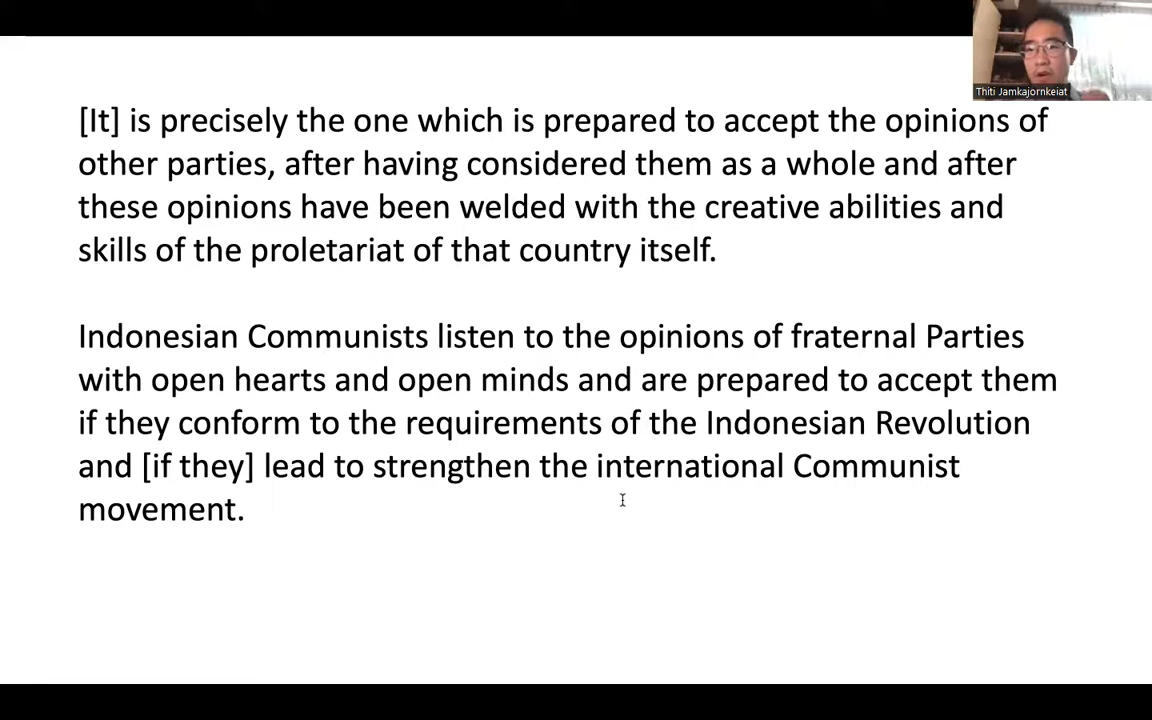 Thiti Jamkajornkeiat
[It] is precisely the one which is prepared to accept the opinions of
other parties, after having considered them as a whole and after
these opinions have been welded with the creative abilities and
skills of the proletariat of that country itself.
Indonesian Communists listen to the opinions of fraternal Parties
with open hearts and open minds and are prepared to accept them
if they conform to the requirements of the Indonesian Revolution
and [if they] lead to strengthen the international Communist
movement.